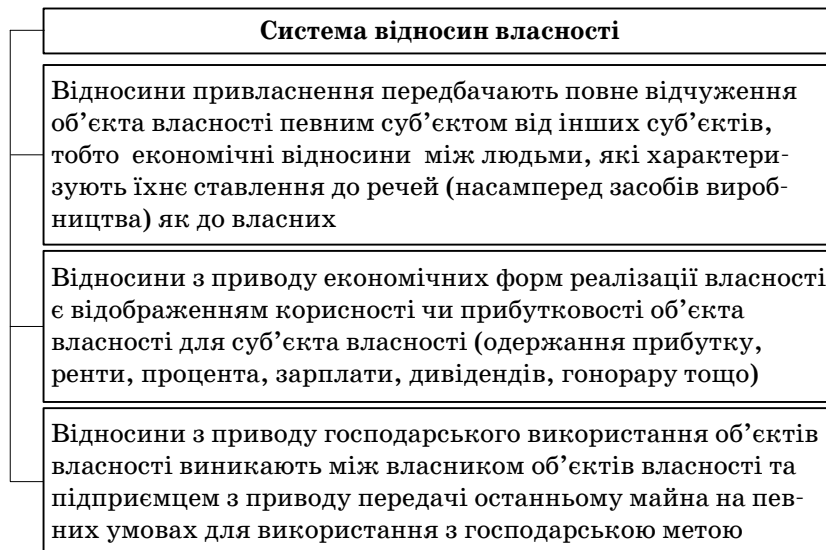 Система відносин власності
Відносини привласнення передбачають повне відчуження
об’єкта власності певним суб’єктом від інших суб’єктів,
тобто економічні відносини між людьми, які характери-
зують їхнє ставлення до речей (насамперед засобів вироб-
ництва) як до власних
Відносини з приводу економічних форм реалізації власності
є відображенням корисності чи прибутковості об’єкта
власності для суб’єкта власності (одержання прибутку,
ренти, процента, зарплати, дивідендів, гонорару тощо)
Відносини з приводу господарського використання об’єктів
власності виникають між власником об’єктів власності та
підприємцем з приводу передачі останньому майна на пев-
них умовах для використання з господарською метою